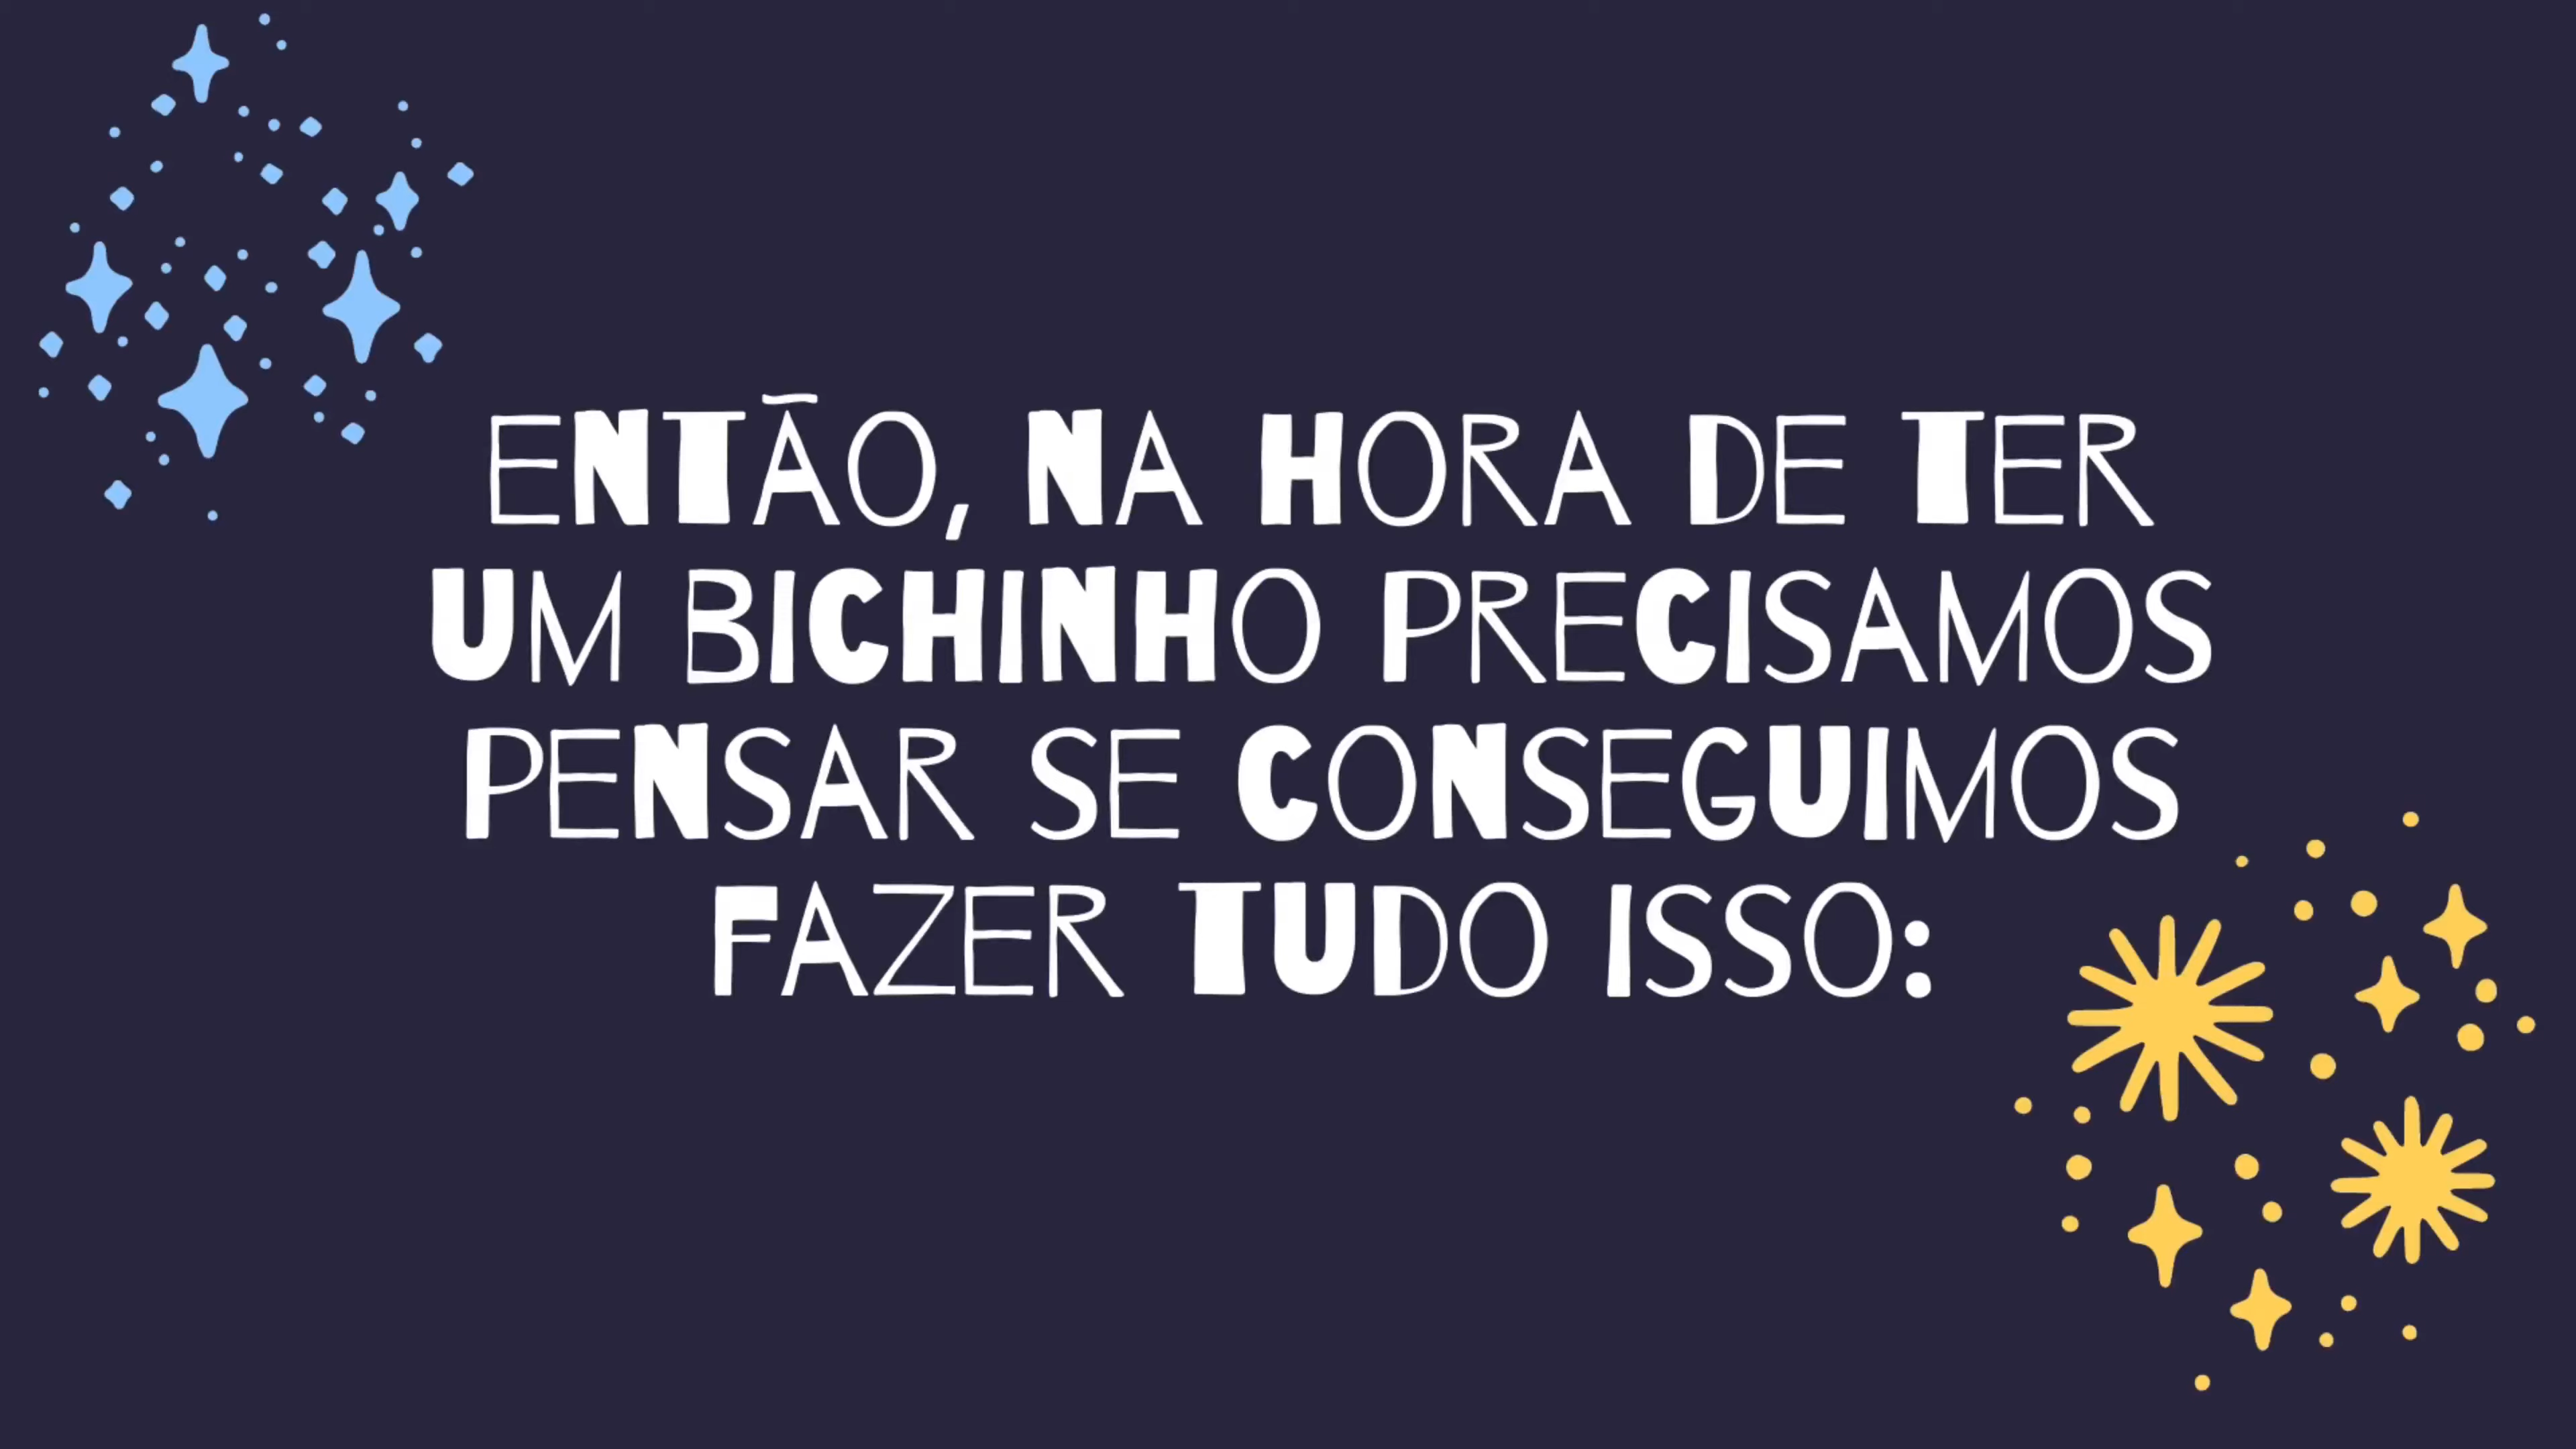 ENTÃO, NA HORA DE TER
UM BICHINHO PRECISAMOS
PENSAR SE CONSEGUIMOS
FAZER TUDO ISSO: